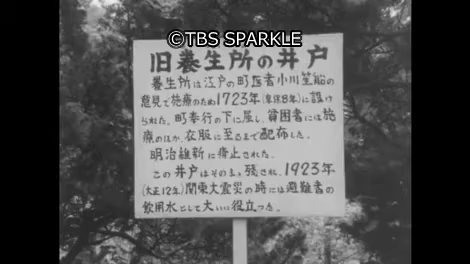 ©TBS SPARKLE
旧養生所の井戸
養生所は江戸の町医者小川笠船の
意見で施療のため1723年(享保8年)に設け
られた。町奉行の下に属し、貧困者には施
療のほか、衣服に至るまで配布した。
明治維新に廃止された。
この井戸はそのまゝ残され、1923年
(大正12年)関東大震災の時には避難者の
飲用水として大いに役立つた。